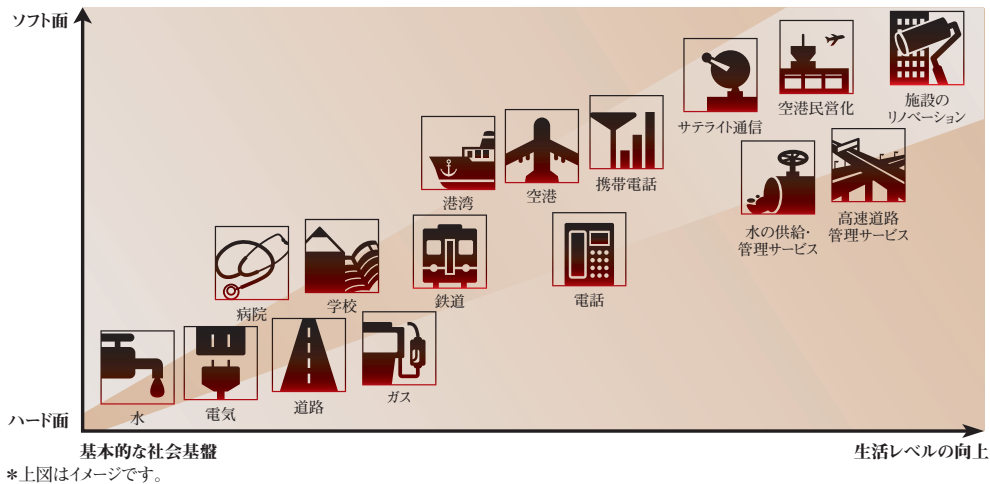 ソフト面
施設の
リノベーション
空港民営化
サテライト通信
携帯電話
空港
港湾
高速道路
管理サービス
水の供給・
管理サービス
鉄道
電話
病院
学校
水
電気
道路
ガス
ハード面
基本的な社会基盤
生活レベルの向上
＊上図はイメージです。